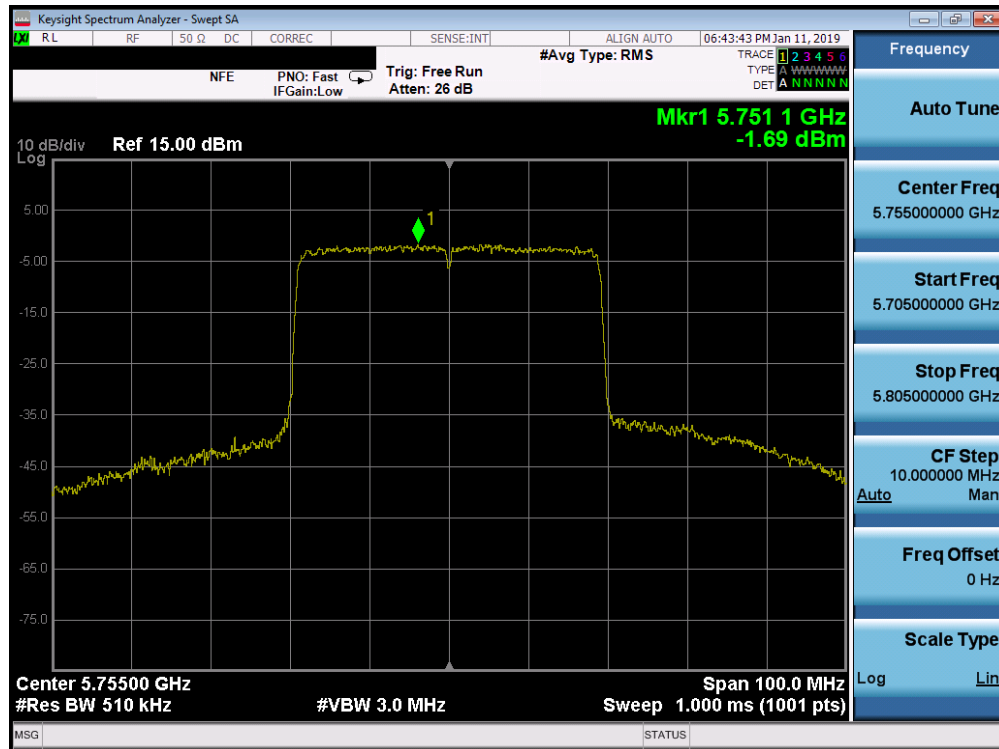 Keysight Spectrum Analyzer - Swept SA
LXI RL RF 50 Ω DC CORREC SENSE:INT ALIGN AUTO 06:43:43 PM Jan 11, 2019
NFE PNO: Fast Trig: Free Run #Avg Type: RMS TRACE 1 2 3 4 5 6
IFGain:Low Atten: 26 dB TYPE A WWWWW
DET A N N N N N
Mkr1 5.751 1 GHz
-1.69 dBm
10 dB/div Ref 15.00 dBm
Log
1
5.00
-5.00
-15.0
-25.0
-35.0
-45.0
-55.0
-65.0
-75.0
Center 5.75500 GHz Span 100.0 MHz
#Res BW 510 kHz #VBW 3.0 MHz Sweep 1.000 ms (1001 pts)
MSG STATUS
Frequency
Auto Tune
Center Freq
5.755000000 GHz
Start Freq
5.705000000 GHz
Stop Freq
5.805000000 GHz
CF Step
10.000000 MHz
Auto Man
Freq Offset
0 Hz
Scale Type
Log Lin